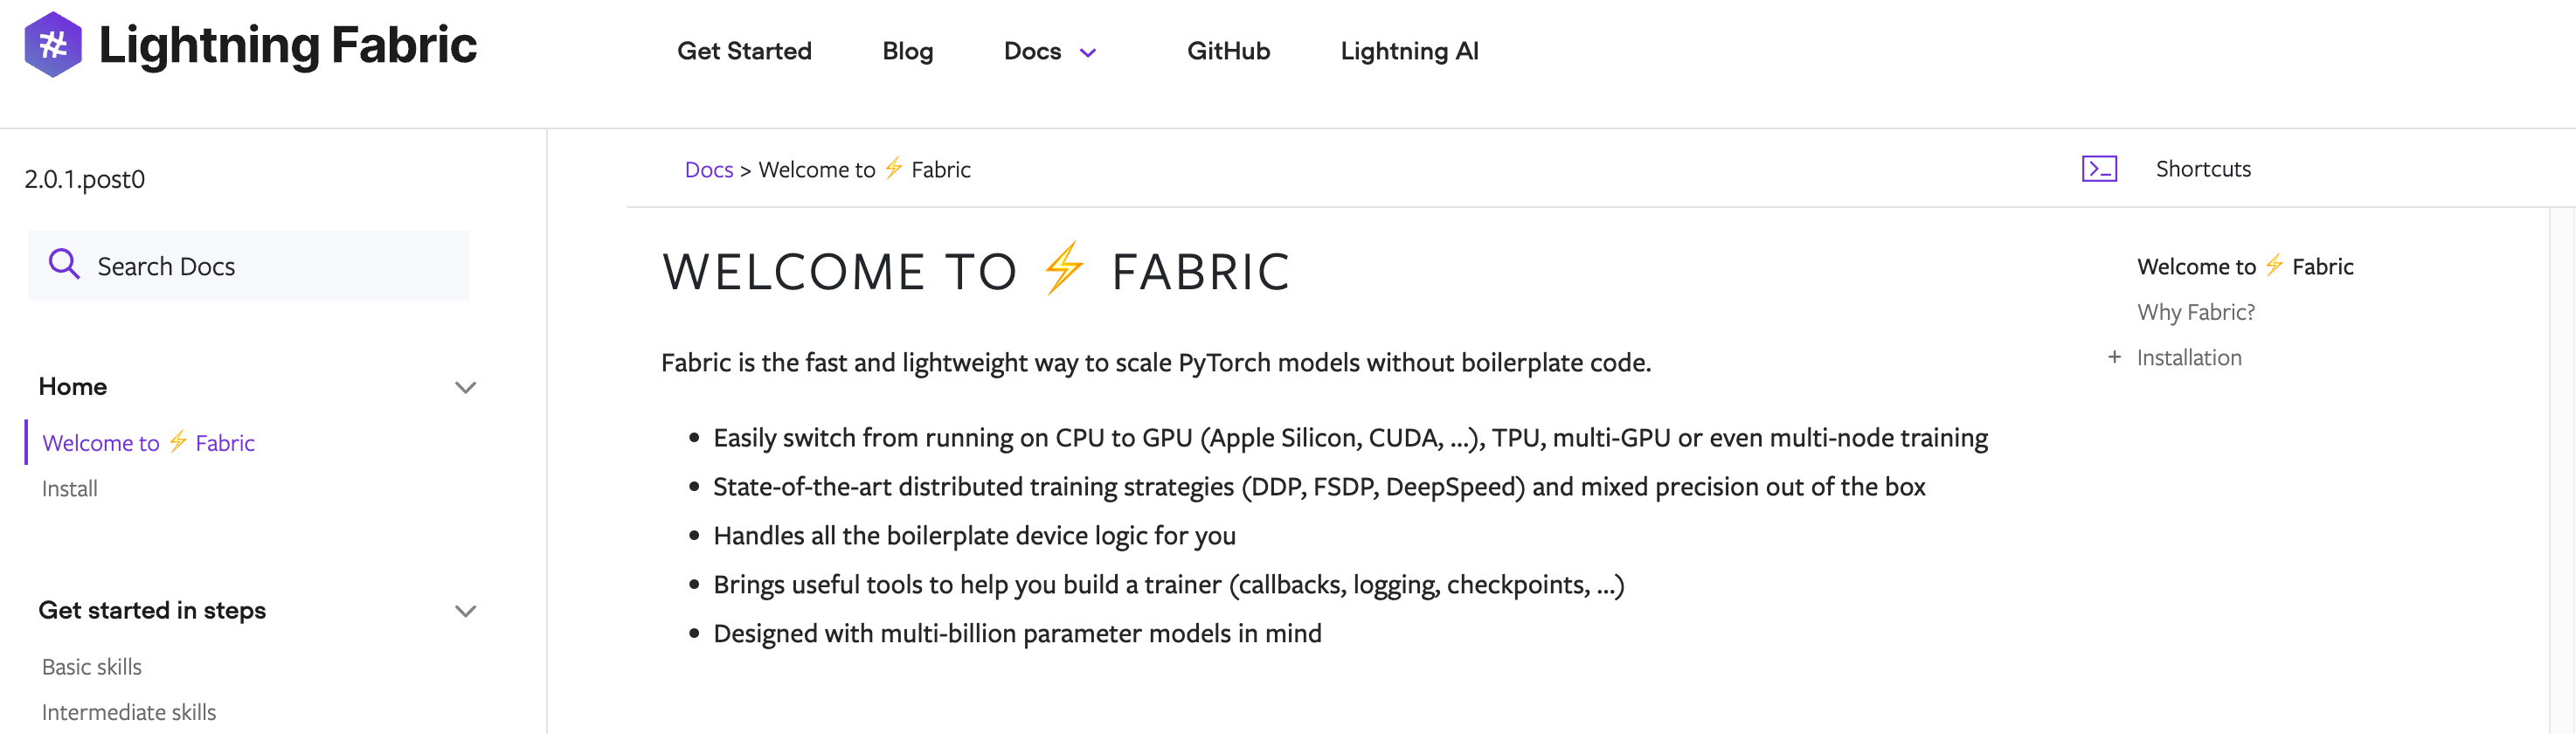 Lightning Fabric
Get Started
Blog
Docs
GitHub
Lightning AI
2.0.1.post0
Search Docs
Home
Welcome to ⚡ Fabric
Install
Get started in steps
Basic skills
Intermediate skills
Docs > Welcome to ⚡ Fabric
Shortcuts
WELCOME TO ⚡ FABRIC
Fabric is the fast and lightweight way to scale PyTorch models without boilerplate code.
• Easily switch from running on CPU to GPU (Apple Silicon, CUDA, …), TPU, multi-GPU or even multi-node training
• State-of-the-art distributed training strategies (DDP, FSDP, DeepSpeed) and mixed precision out of the box
• Handles all the boilerplate device logic for you
• Brings useful tools to help you build a trainer (callbacks, logging, checkpoints, …)
• Designed with multi-billion parameter models in mind
Welcome to ⚡ Fabric
Why Fabric?
+ Installation